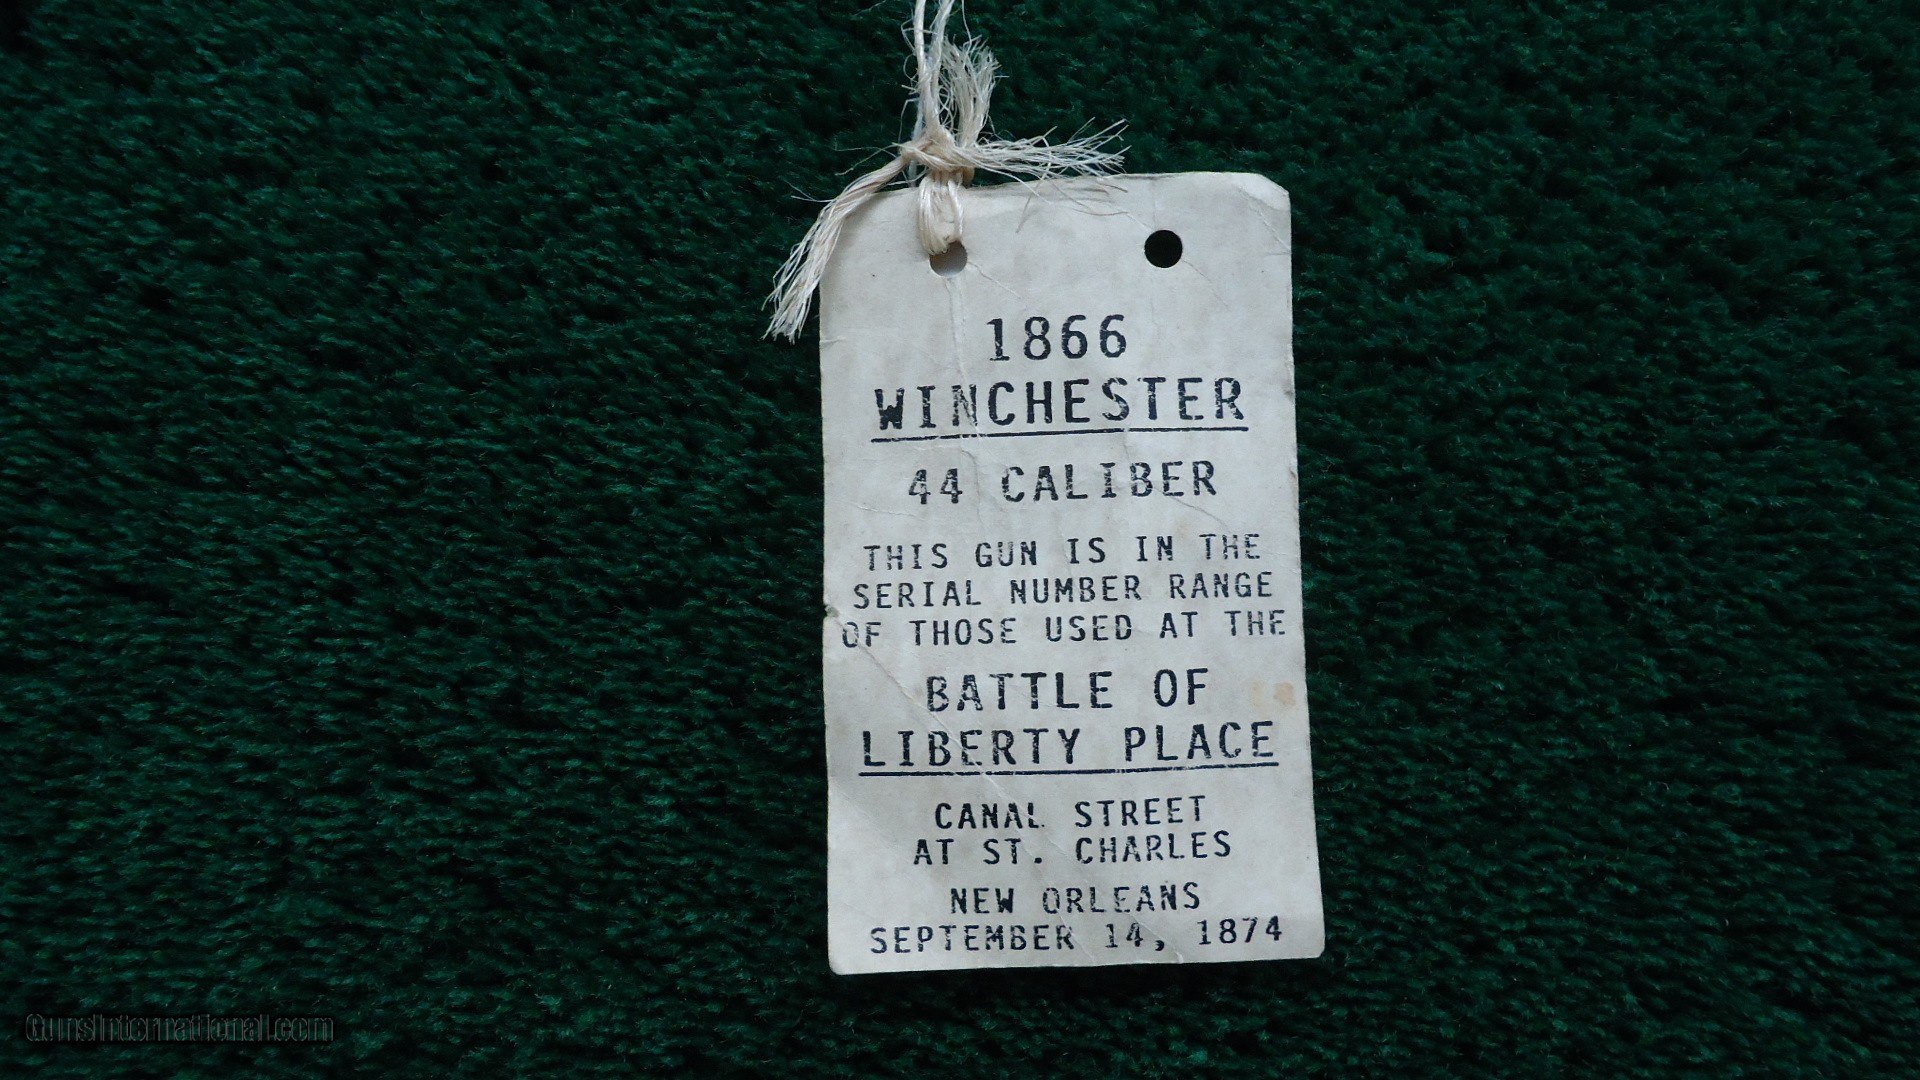 1866
WINCHESTER
44 CALIBER
THIS GUN IS IN THE
SERIAL NUMBER RANGE
OF THOSE USED AT THE
BATTLE OF
LIBERTY PLACE
CANAL STREET
AT ST. CHARLES
NEW ORLEANS
SEPTEMBER 14, 1874
GunsInternational.com